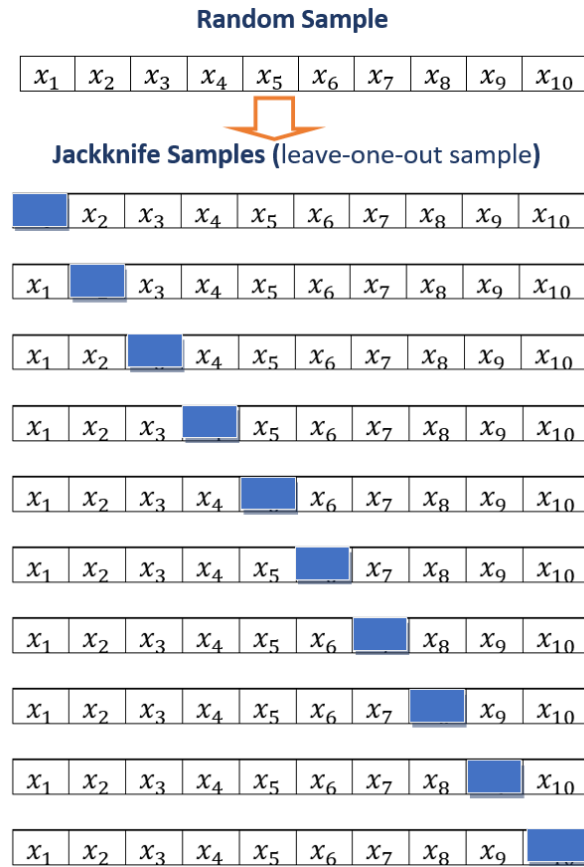 Random Sample
x₁ x₂ x₃ x₄ x₅ x₆ x₇ x₈ x₉ x₁₀
Jackknife Samples (leave-one-out sample)
x₂ x₃ x₄ x₅ x₆ x₇ x₈ x₉ x₁₀
x₁ x₃ x₄ x₅ x₆ x₇ x₈ x₉ x₁₀
x₁ x₂ x₄ x₅ x₆ x₇ x₈ x₉ x₁₀
x₁ x₂ x₃ x₅ x₆ x₇ x₈ x₉ x₁₀
x₁ x₂ x₃ x₄ x₆ x₇ x₈ x₉ x₁₀
x₁ x₂ x₃ x₄ x₅ x₇ x₈ x₉ x₁₀
x₁ x₂ x₃ x₄ x₅ x₆ x₈ x₉ x₁₀
x₁ x₂ x₃ x₄ x₅ x₆ x₇ x₉ x₁₀
x₁ x₂ x₃ x₄ x₅ x₆ x₇ x₈ x₁₀
x₁ x₂ x₃ x₄ x₅ x₆ x₇ x₈ x₉